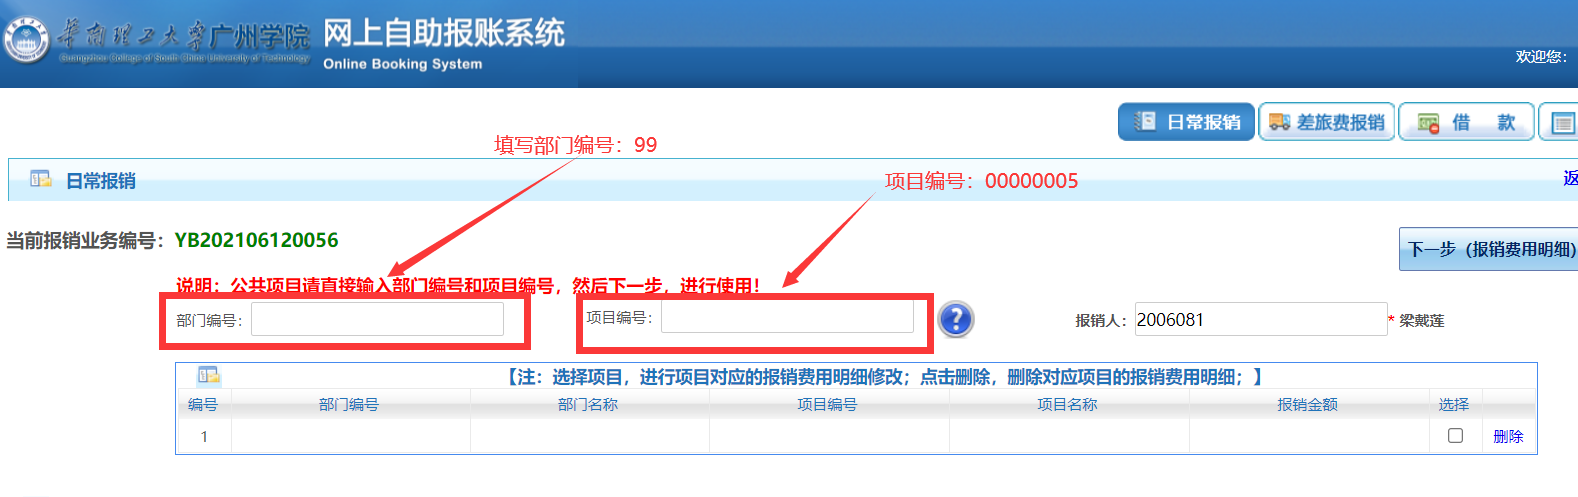 华南理工大学广州学院
Guangzhou College of South China University of Technology
网上自助报账系统
Online Booking System
欢迎您：
日常报销
差旅费报销
借 款
填写部门编号：99
项目编号：00000005
日常报销
返
当前报销业务编号：YB202106120056
下一步（报销费用明细）
说明：公共项目请直接输入部门编号和项目编号，然后下一步，进行使用！
部门编号：
项目编号：
报销人：2006081* 梁戴莲
【注：选择项目，进行项目对应的报销费用明细修改；点击删除，删除对应项目的报销费用明细；】
编号 部门编号 部门名称 项目编号 项目名称 报销金额 选择
1 删除